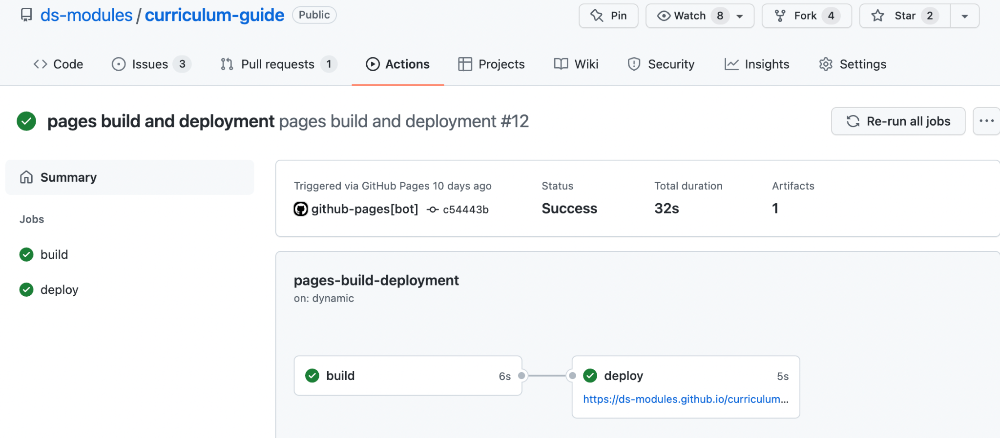 ds-modules / curriculum-guide Public Pin Watch 8 Fork 4 Star 2
Code Issues 3 Pull requests 1 Actions Projects Wiki Security Insights Settings
pages build and deployment pages build and deployment #12 Re-run all jobs ...
Summary
Jobs
build
deploy
Triggered via GitHub Pages 10 days ago Status Total duration Artifacts
github-pages[bot] c54443b Success 32s 1
pages-build-deployment
on: dynamic
build 6s
deploy 5s
https://ds-modules.github.io/curriculum...